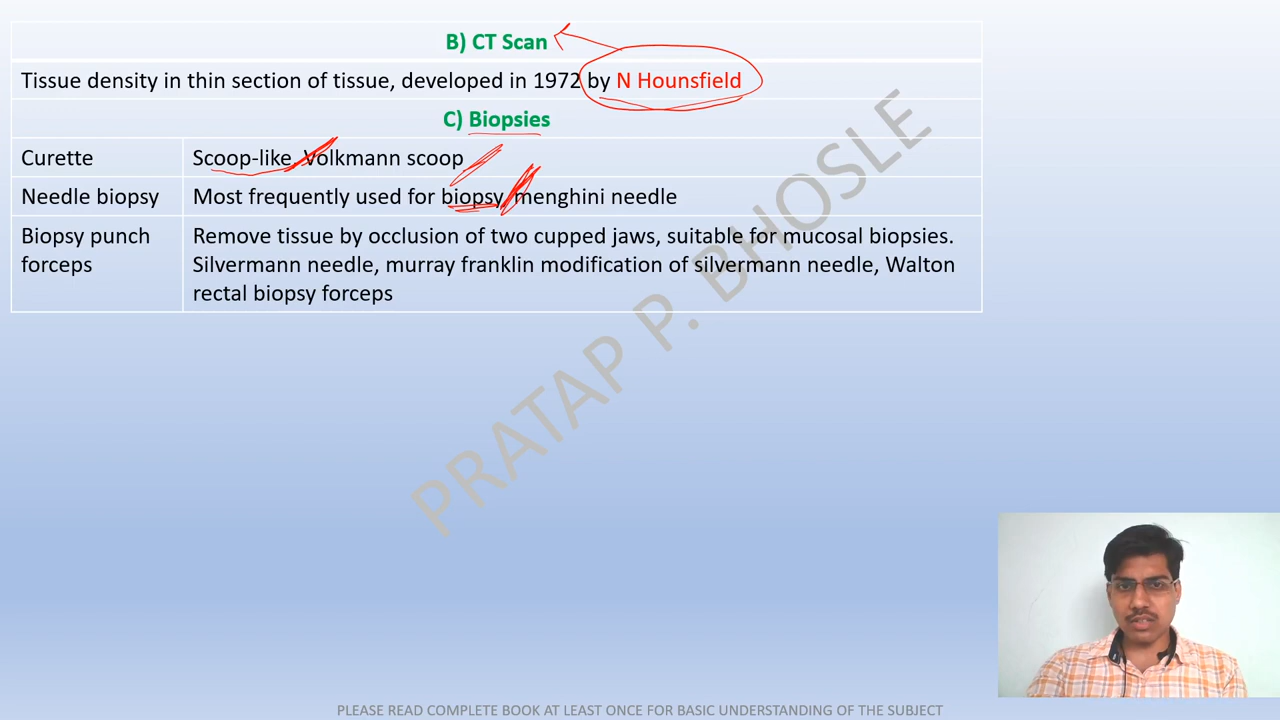 B) CT Scan
Tissue density in thin section of tissue, developed in 1972 by N Hounsfield
C) Biopsies
Curette Scoop-like, Volkmann scoop
Needle biopsy Most frequently used for biopsy, menghini needle
Biopsy punch forceps
Remove tissue by occlusion of two cupped jaws, suitable for mucosal biopsies.
Silvermann needle, murray franklin modification of silvermann needle, Walton
rectal biopsy forceps
PRATAP P. BHOSLE
PLEASE READ COMPLETE BOOK AT LEAST ONCE FOR BASIC UNDERSTANDING OF THE SUBJECT